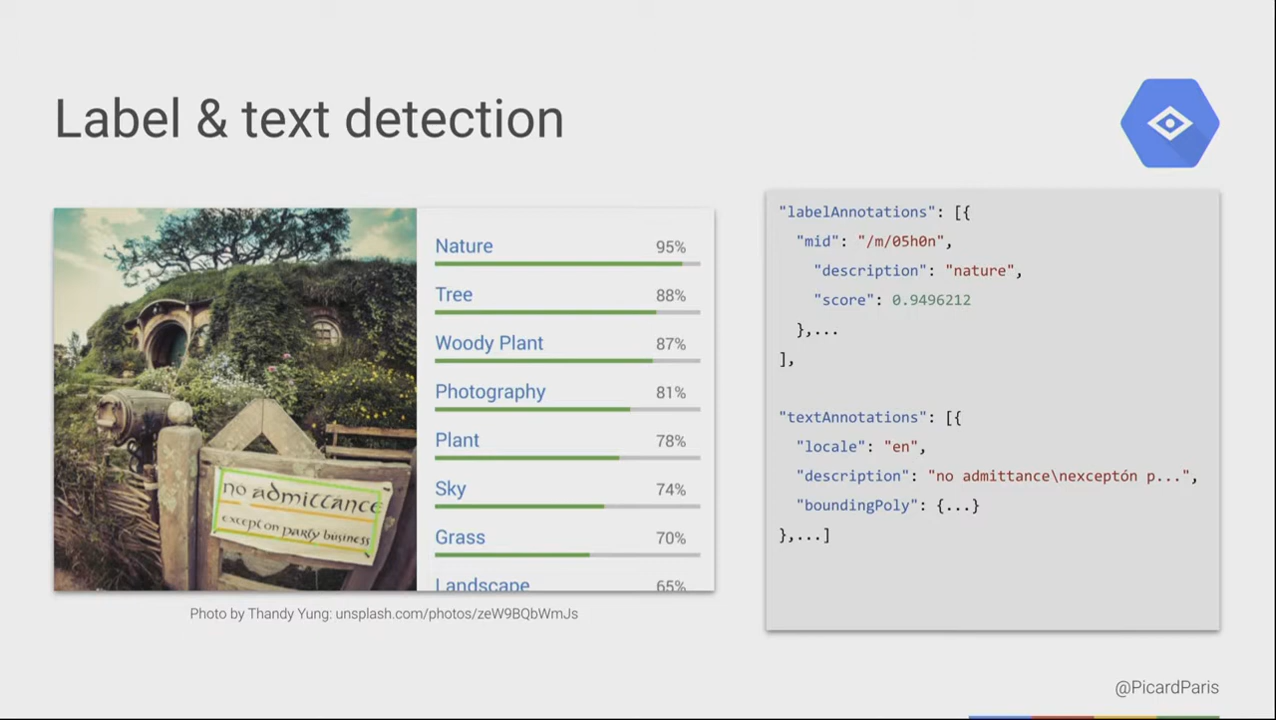 Label & text detection
no admittance
except on party business
Nature 95%
Tree 88%
Woody Plant 87%
Photography 81%
Plant 78%
Sky 74%
Grass 70%
Landscape 65%
Photo by Thandy Yung: unsplash.com/photos/zeW9BQbWmJs
"labelAnnotations": [{
"mid": "/m/05h0n",
"description": "nature",
"score": 0.9496212
},...
],
"textAnnotations": [{
"locale": "en",
"description": "no admittance\nexceptón p...",
"boundingPoly": {...}
},...]
@PicardParis